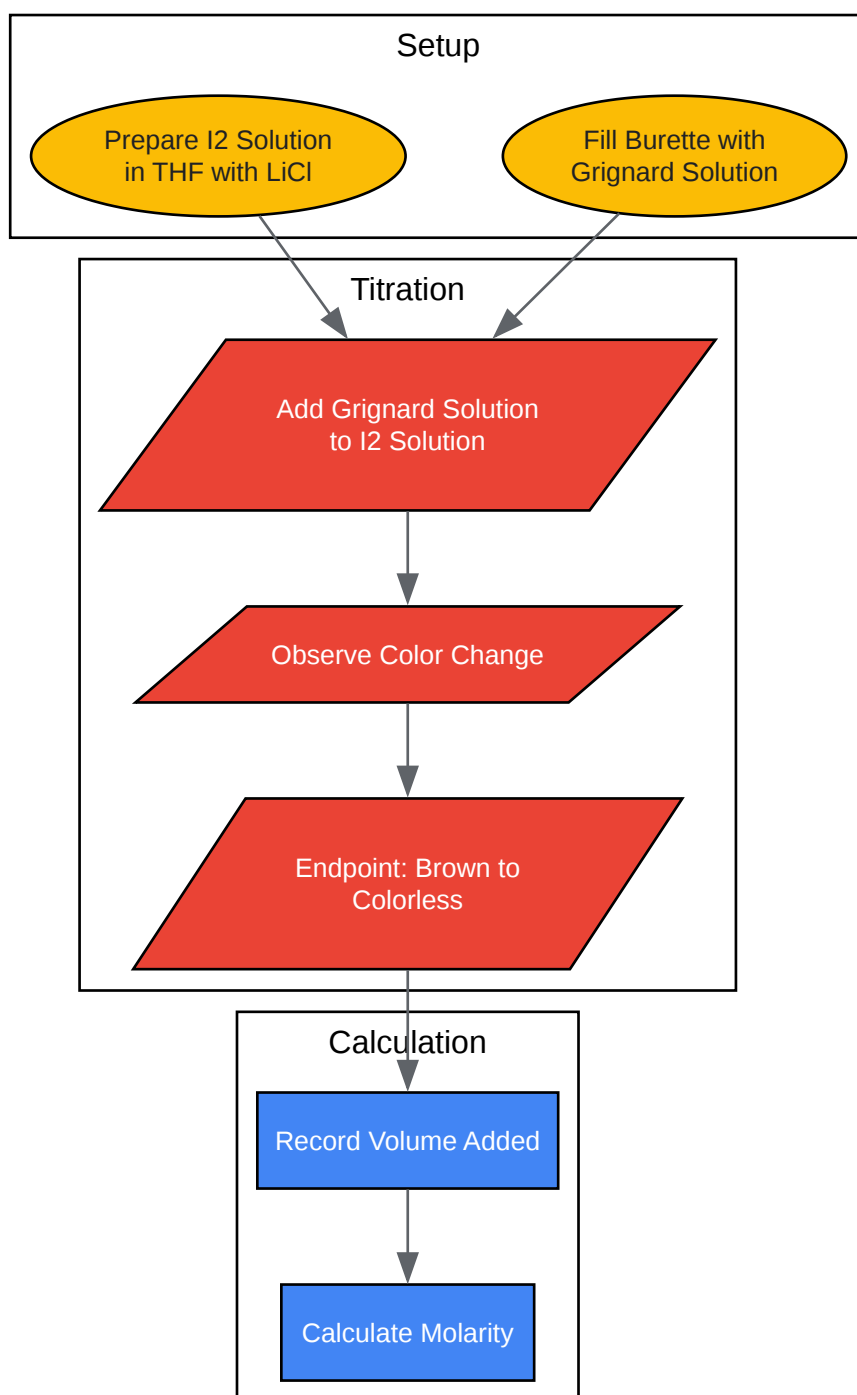 Setup
Prepare I2 Solution
in THF with LiCl
Fill Burette with
Grignard Solution
Titration
Add Grignard Solution
to I2 Solution
Observe Color Change
Endpoint: Brown to
Colorless
Calculation
Record Volume Added
Calculate Molarity